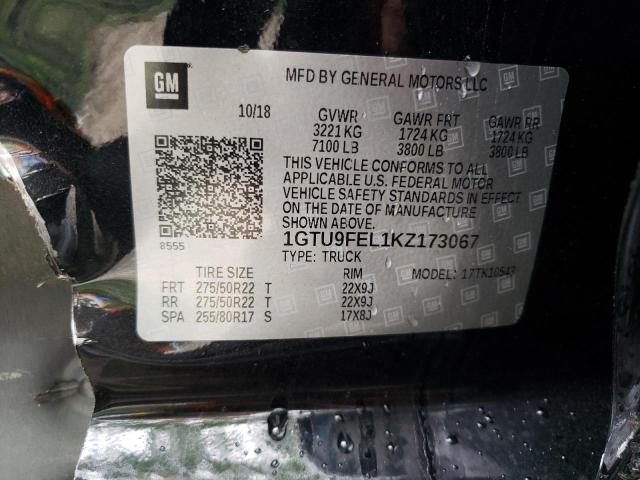 GM
MFD BY GENERAL MOTORS LLC
10/18
GVWR GAWR FRT GAWR RR
3221 KG 1724 KG 1724 KG
7100 LB 3800 LB 3800 LB
THIS VEHICLE CONFORMS TO ALL
APPLICABLE U.S. FEDERAL MOTOR
VEHICLE SAFETY STANDARDS IN EFFECT
ON THE DATE OF MANUFACTURE
SHOWN ABOVE.
8555
1GTU9FEL1KZ173067
TYPE: TRUCK
MODEL: 17TK10543
TIRE SIZE RIM
FRT 275/50R22 T 22X9J
RR 275/50R22 T 22X9J
SPA 255/80R17 S 17X8J